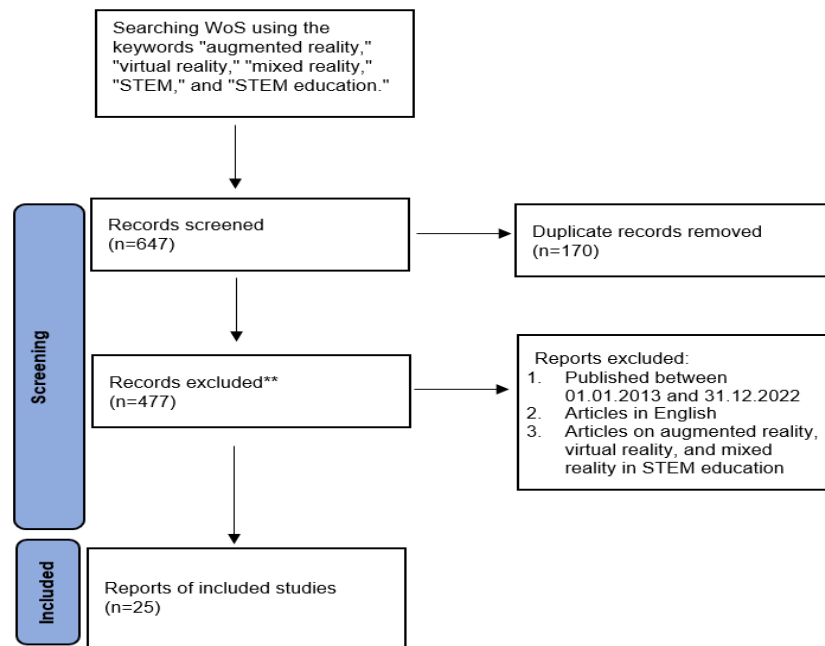 Searching WoS using the
keywords "augmented reality,"
"virtual reality," "mixed reality,"
"STEM," and "STEM education."
Records screened
(n=647)
Duplicate records removed
(n=170)
Screening
Records excluded**
(n=477)
Reports excluded:
1. Published between
01.01.2013 and 31.12.2022
2. Articles in English
3. Articles on augmented reality,
virtual reality, and mixed
reality in STEM education
Included
Reports of included studies
(n=25)